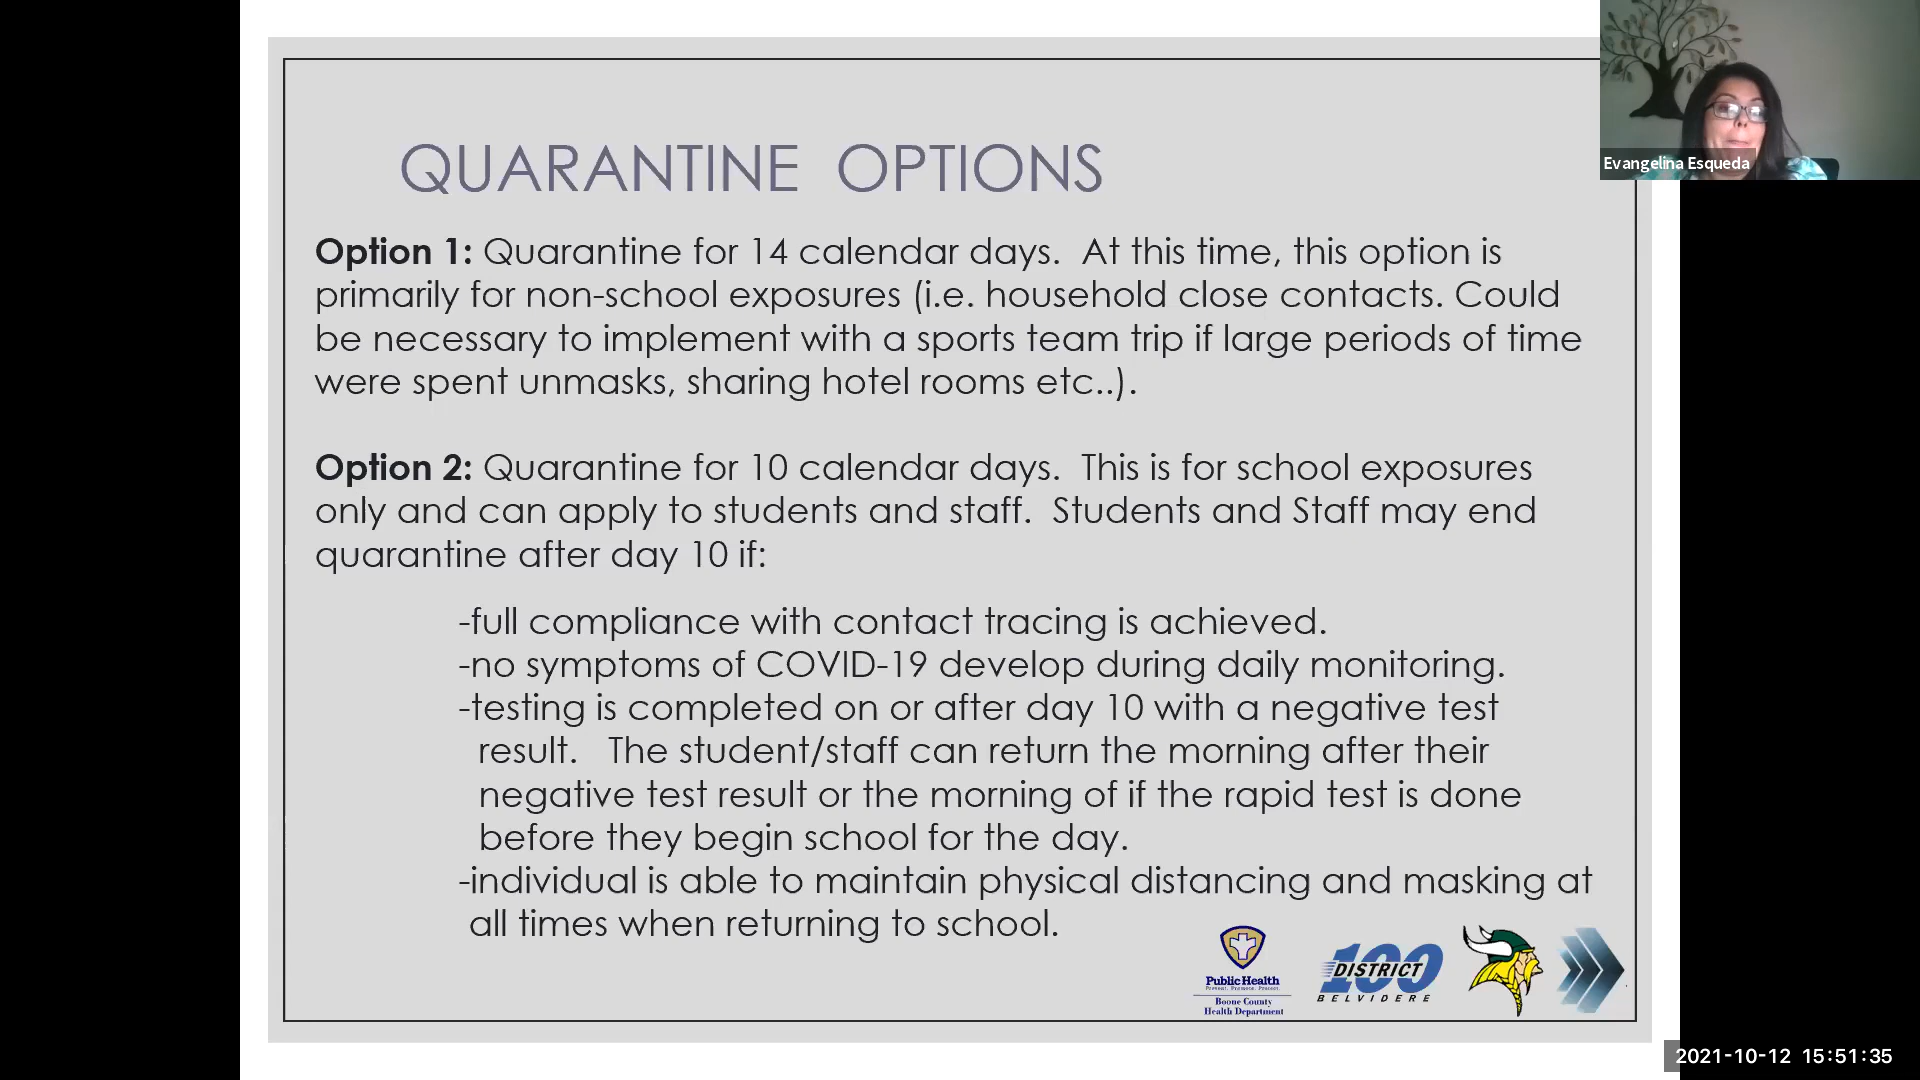 QUARANTINE OPTIONS
Option 1: Quarantine for 14 calendar days. At this time, this option is
primarily for non-school exposures (i.e. household close contacts. Could
be necessary to implement with a sports team trip if large periods of time
were spent unmasks, sharing hotel rooms etc..).
Option 2: Quarantine for 10 calendar days. This is for school exposures
only and can apply to students and staff. Students and Staff may end
quarantine after day 10 if:
-full compliance with contact tracing is achieved.
-no symptoms of COVID-19 develop during daily monitoring.
-testing is completed on or after day 10 with a negative test
result. The student/staff can return the morning after their
negative test result or the morning of if the rapid test is done
before they begin school for the day.
-individual is able to maintain physical distancing and masking at
all times when returning to school.
Public Health
Prevent. Promote. Protect.
Boone County
Health Department
100
DISTRICT
BELVIDERE
Evangelina Esqueda
2021-10-12 15:51:35